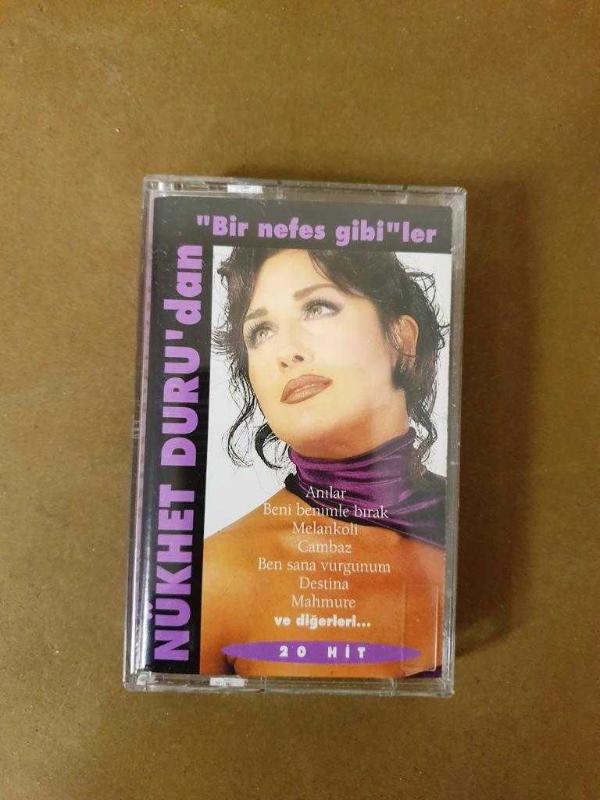 "Bir nefes gibi"ler
NÜKHET DURU'dan
Anılar
Beni benimle bırak
Melankoli
Cambaz
Ben sana vurgunum
Destina
Mahmure
ve diğerleri...
20 HİT